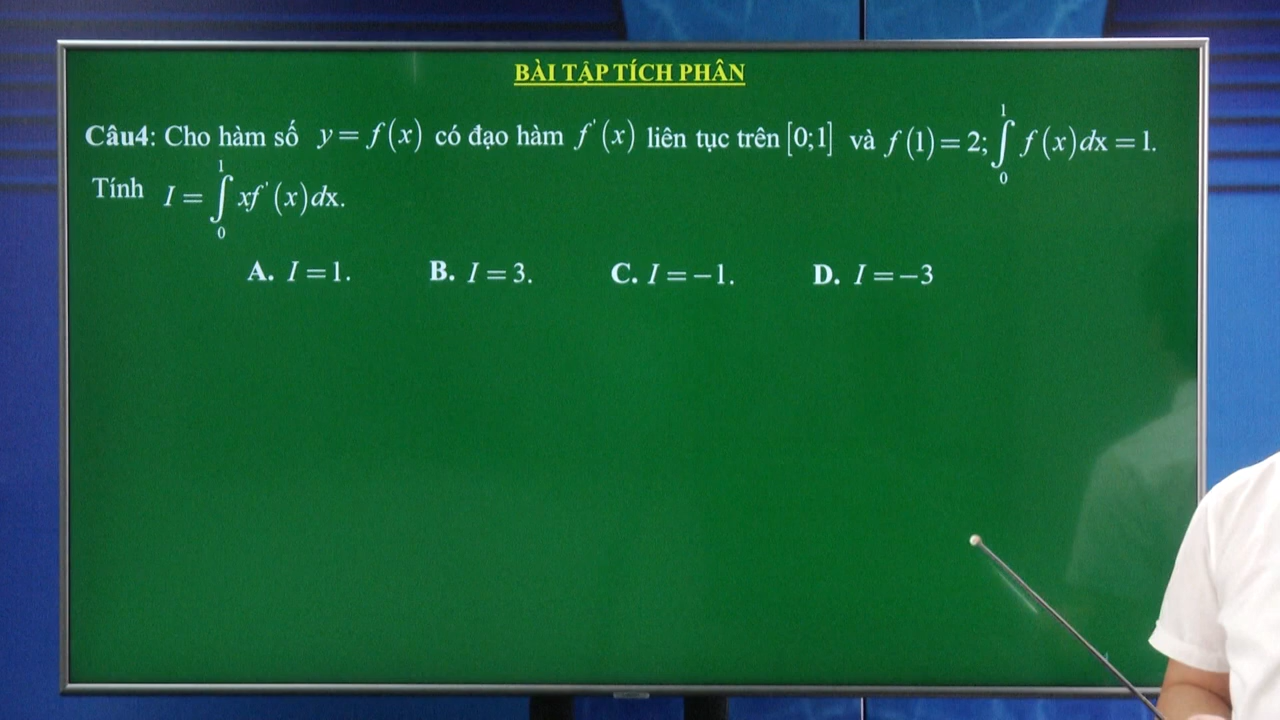 BÀI TẬP TÍCH PHÂN
Câu4: Cho hàm số y = f(x) có đạo hàm f'(x) liên tục trên [0;1] và f(1) = 2; ∫₀¹ f(x)dx = 1.
Tính I = ∫₀¹ xf'(x)dx.
A. I = 1. B. I = 3. C. I = −1. D. I = −3